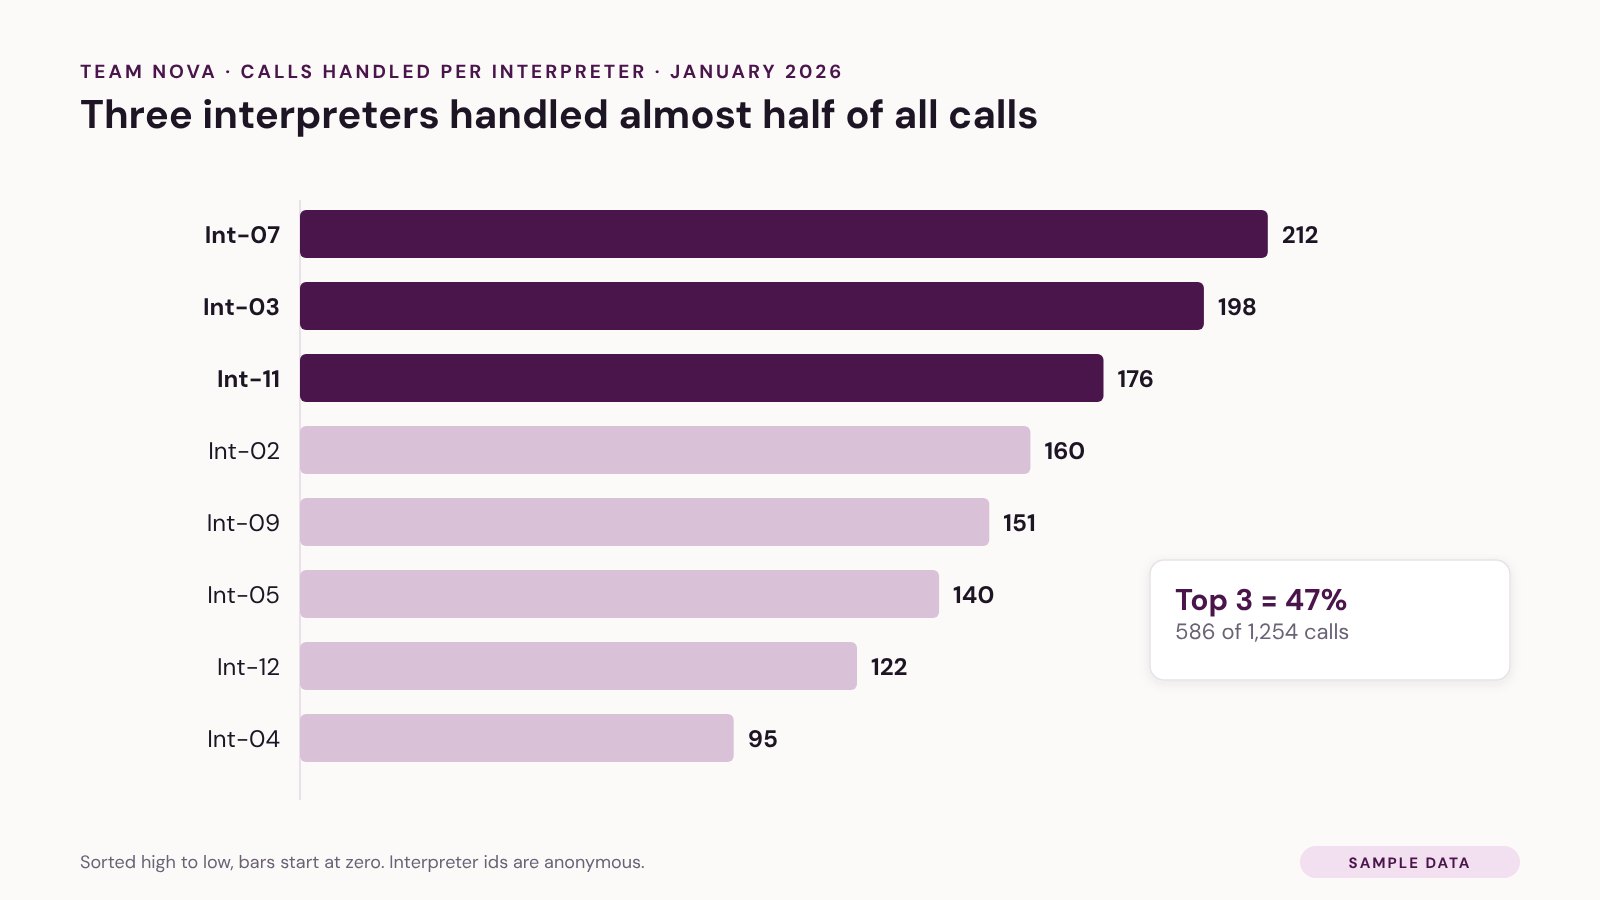 TEAM NOVA · CALLS HANDLED PER INTERPRETER · JANUARY 2026
Three interpreters handled almost half of all calls
Int-07 212
Int-03 198
Int-11 176
Int-02 160
Int-09 151
Int-05 140
Int-12 122
Int-04 95
Top 3 = 47%
586 of 1,254 calls
Sorted high to low, bars start at zero. Interpreter ids are anonymous.
SAMPLE DATA